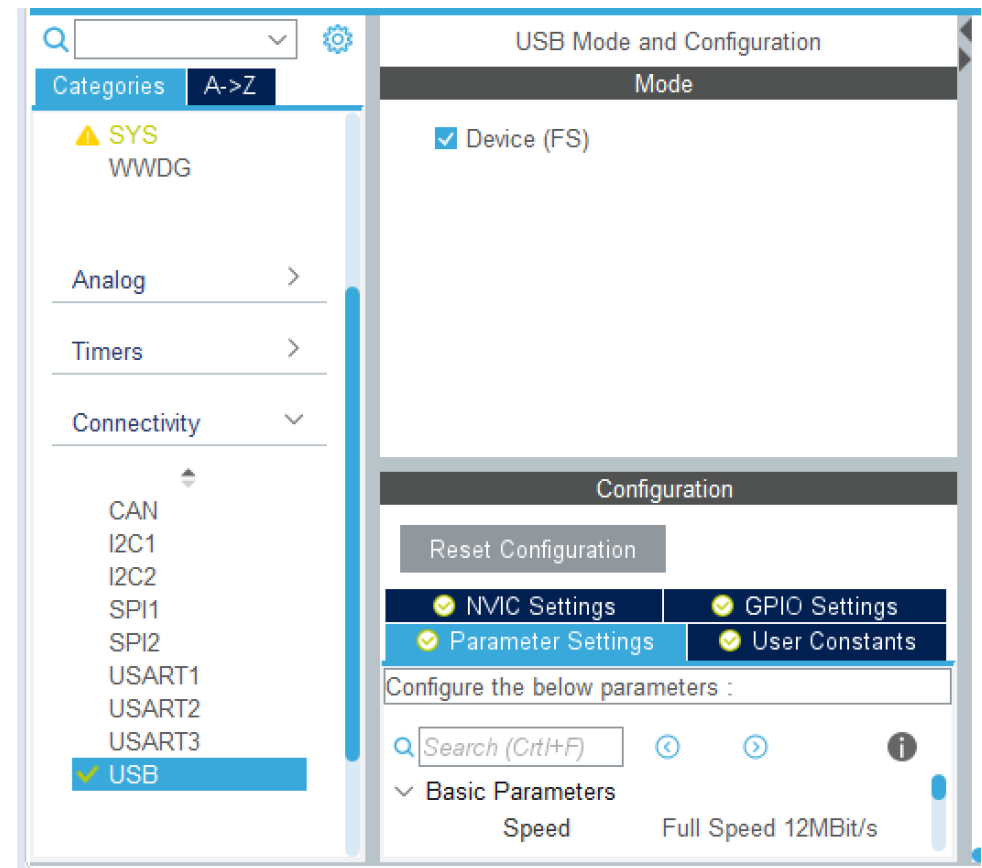 Categories
A->Z
SYS
WWDG
Analog
Timers
Connectivity
CAN
I2C1
I2C2
SPI1
SPI2
USART1
USART2
USART3
USB
USB Mode and Configuration
Mode
Device (FS)
Configuration
Reset Configuration
NVIC Settings
GPIO Settings
Parameter Settings
User Constants
Configure the below parameters :
Search (CrtI+F)
Basic Parameters
Speed Full Speed 12MBit/s